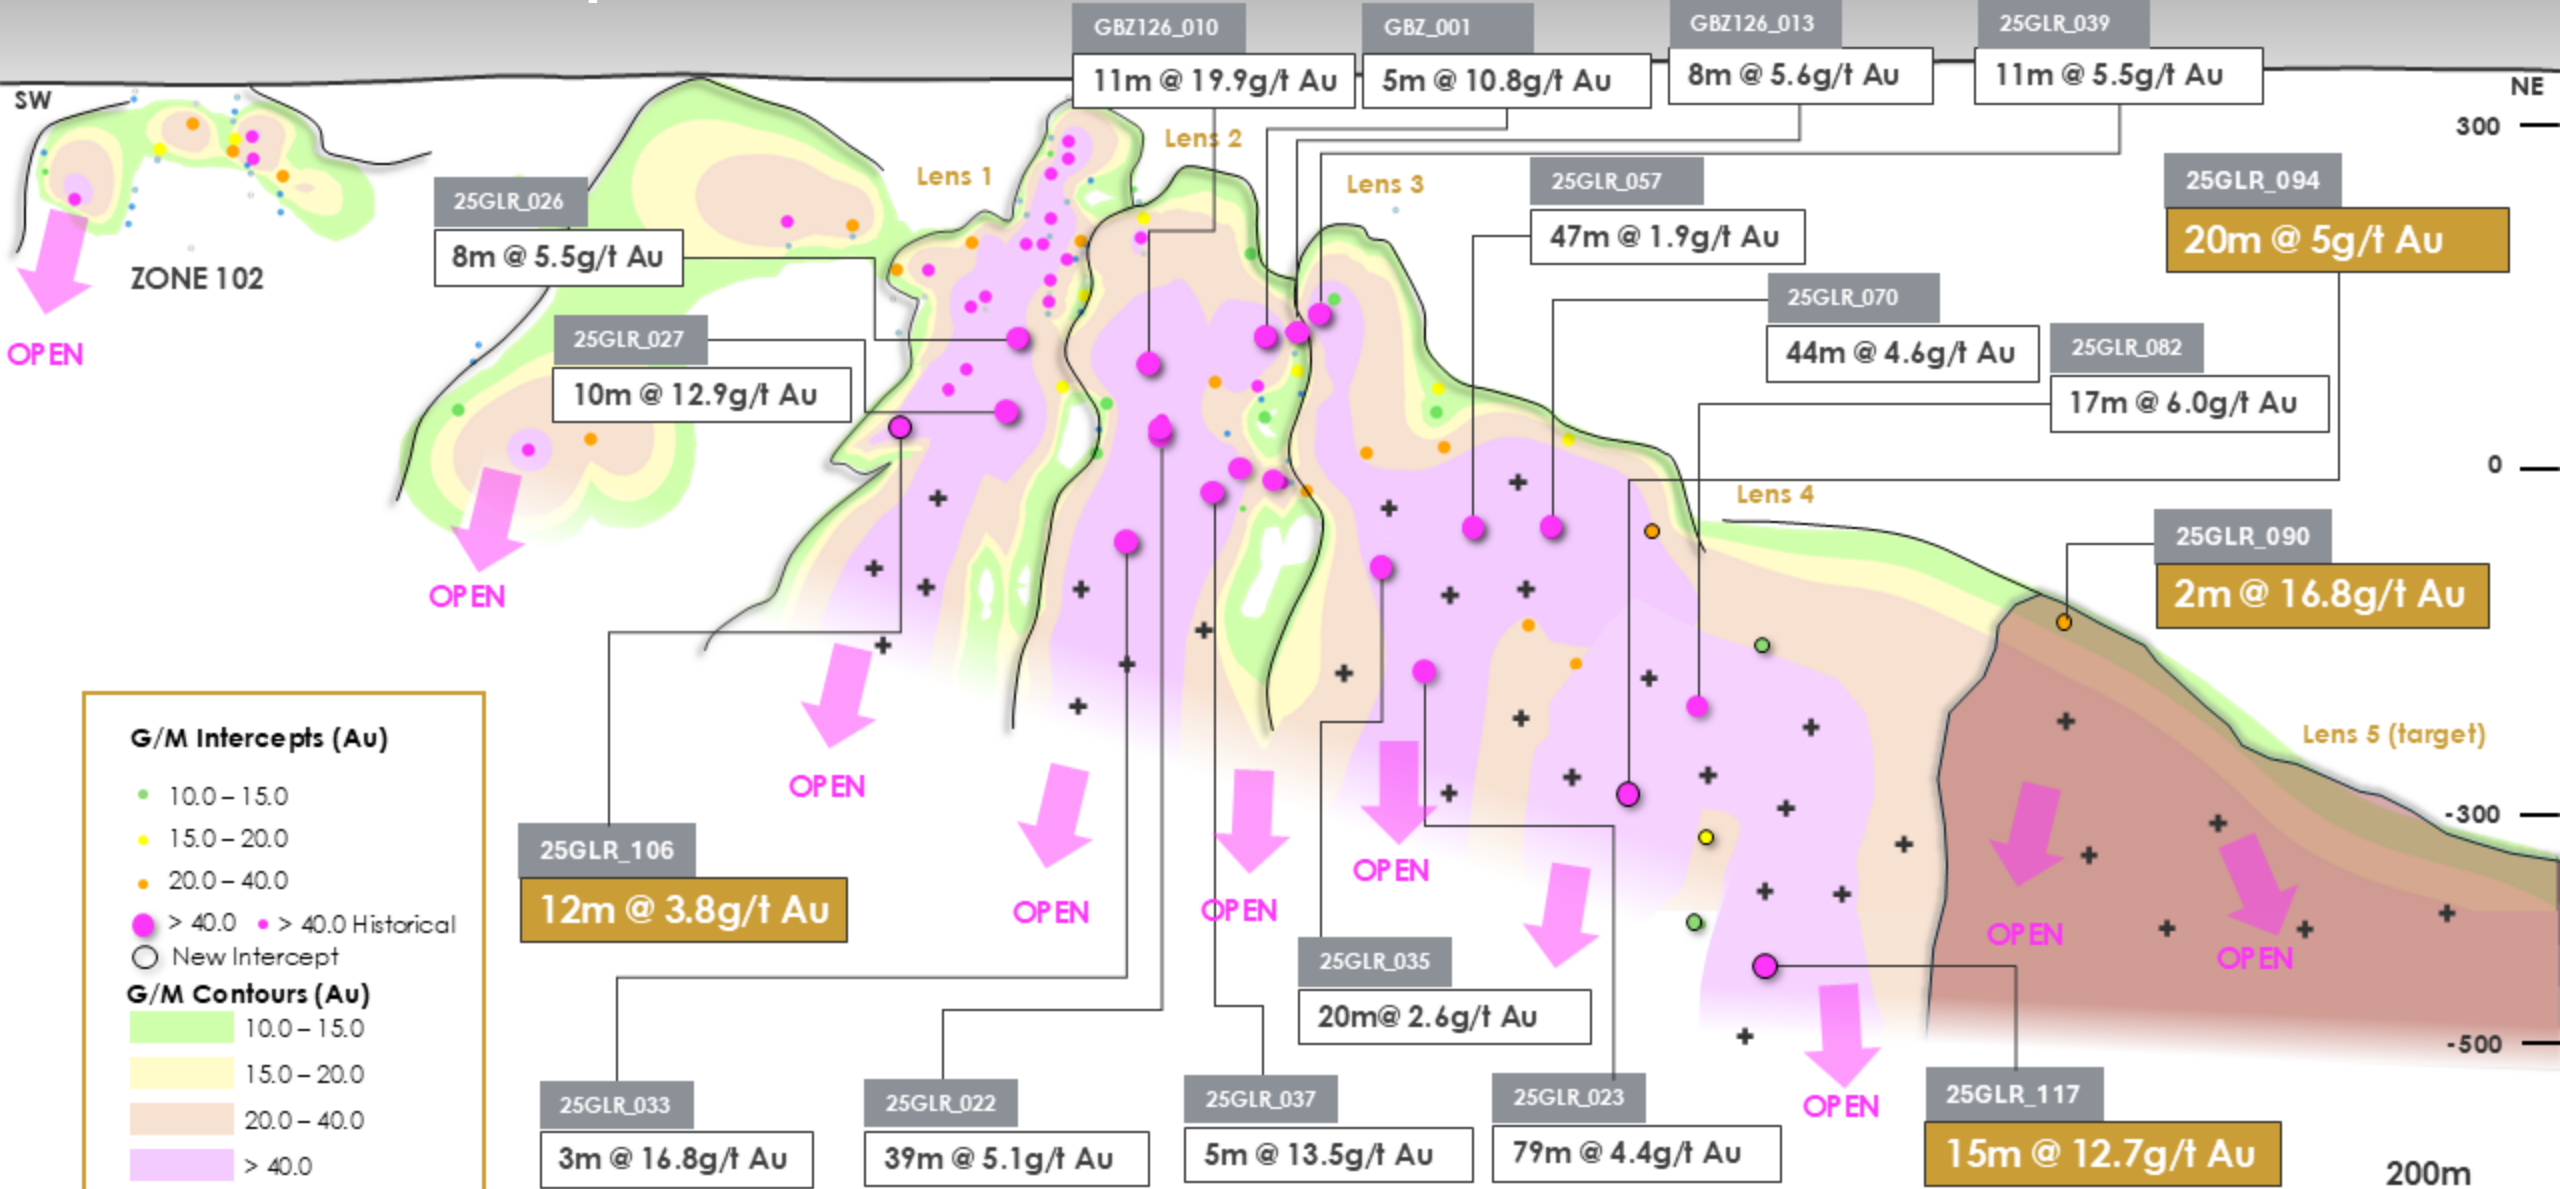 GBZ126_010
11m @ 19.9g/t Au
GBZ_001
5m @ 10.8g/t Au
GBZ126_013
8m @ 5.6g/t Au
25GLR_039
11m @ 5.5g/t Au
SW
NE
300
Lens 1
Lens 2
Lens 3
25GLR_057
47m @ 1.9g/t Au
25GLR_094
20m @ 5g/t Au
25GLR_026
8m @ 5.5g/t Au
ZONE 102
OPEN
25GLR_070
44m @ 4.6g/t Au
25GLR_027
10m @ 12.9g/t Au
25GLR_082
17m @ 6.0g/t Au
0
Lens 4
25GLR_090
2m @ 16.8g/t Au
OPEN
Lens 5 (target)
OPEN
-300
25GLR_106
12m @ 3.8g/t Au
OPEN
OPEN
OPEN
OPEN
OPEN
25GLR_035
20m@ 2.6g/t Au
-500
OPEN
G/M Intercepts (Au)
10.0 – 15.0
15.0 – 20.0
20.0 – 40.0
> 40.0 > 40.0 Historical
New Intercept
G/M Contours (Au)
10.0 – 15.0
15.0 – 20.0
20.0 – 40.0
> 40.0
25GLR_033
3m @ 16.8g/t Au
25GLR_022
39m @ 5.1g/t Au
25GLR_037
5m @ 13.5g/t Au
25GLR_023
79m @ 4.4g/t Au
25GLR_117
15m @ 12.7g/t Au
200m